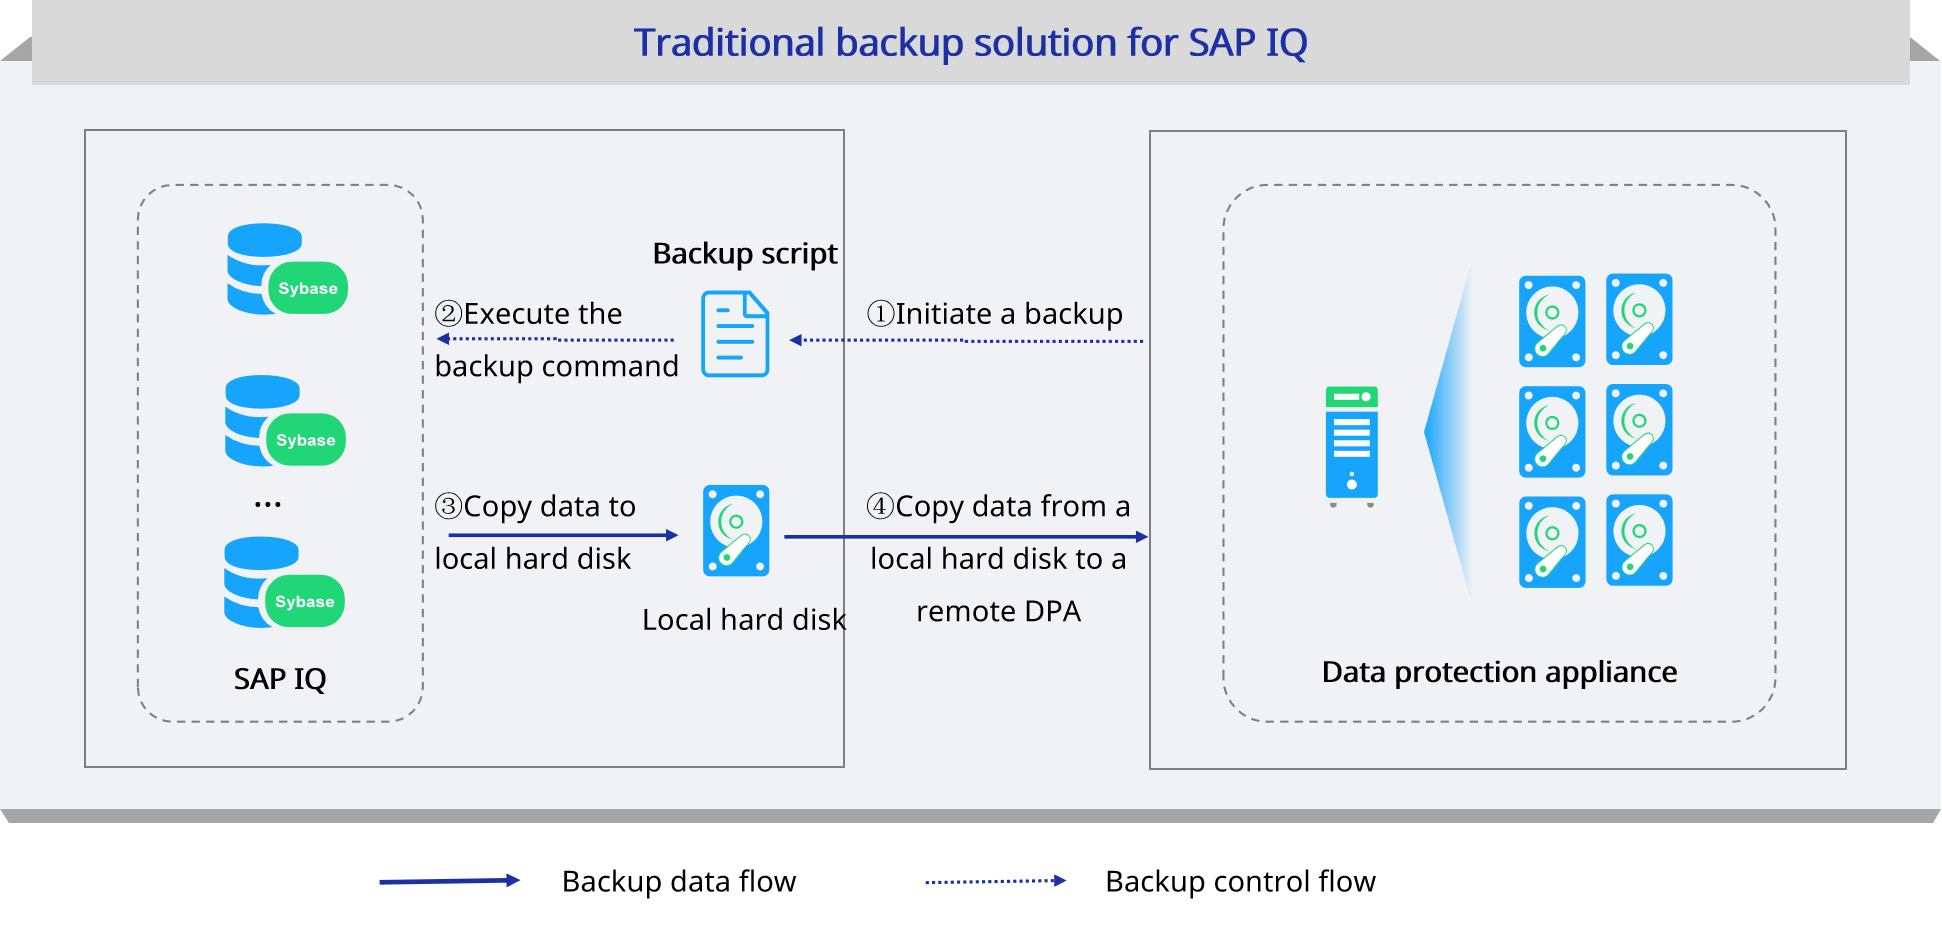 Traditional backup solution for SAP IQ
Backup script
②Execute the
backup command
①Initiate a backup
Sybase
Sybase
...
Sybase
SAP IQ
③Copy data to
local hard disk
Local hard disk
④Copy data from a
local hard disk to a
remote DPA
Data protection appliance
Backup data flow
Backup control flow